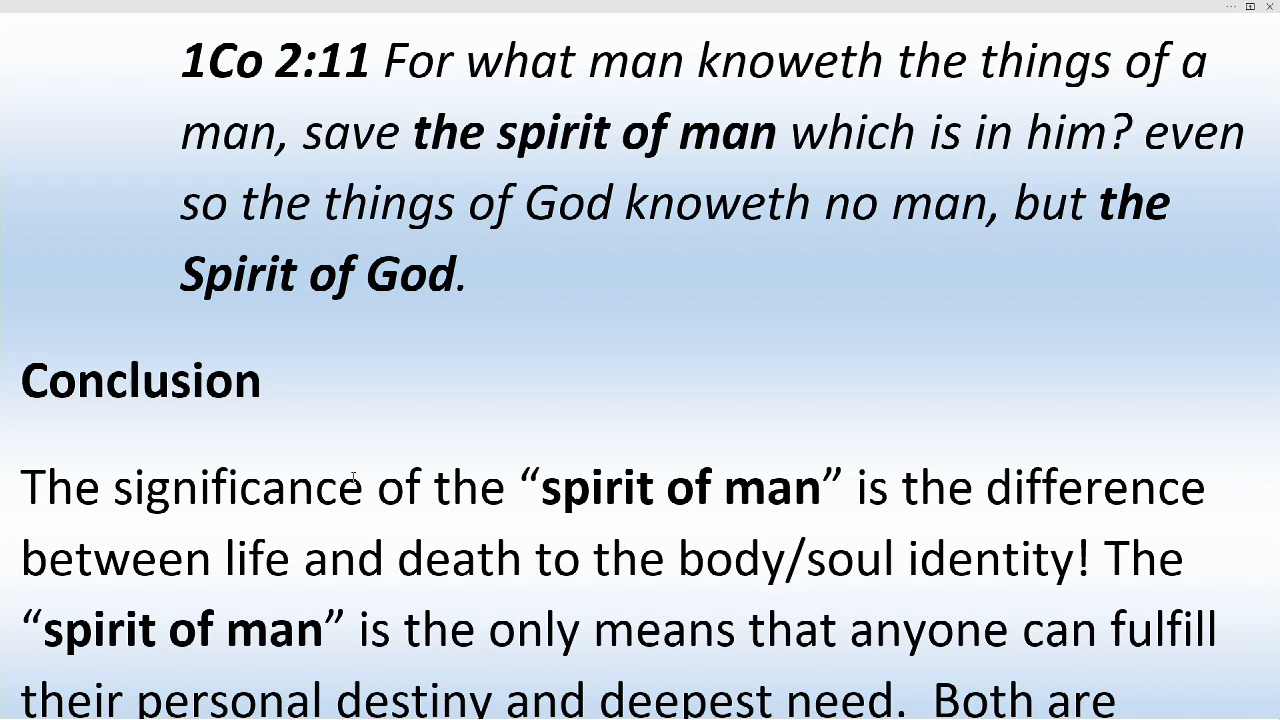 1Co 2:11 For what man knoweth the things of a
man, save the spirit of man which is in him? even
so the things of God knoweth no man, but the
Spirit of God.
Conclusion
The significance of the “spirit of man” is the difference
between life and death to the body/soul identity! The
“spirit of man” is the only means that anyone can fulfill
their personal destiny and deepest need.  Both are